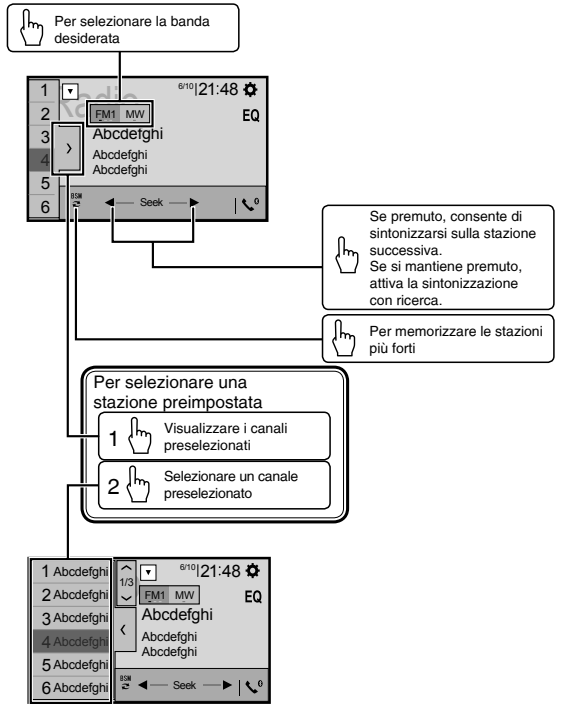 Per selezionare la banda
desiderata
Radio
1
2
3
4
5
6
6/10|21:48
FM1 MW
EQ
Abcdefghi
Abcdefghi
Abcdefghi
BSM
Seek
0
Se premuto, consente di
sintonizzarsi sulla stazione
successiva.
Se si mantiene premuto,
attiva la sintonizzazione
con ricerca.
Per memorizzare le stazioni
più forti
Per selezionare una
stazione preimpostata
1 Visualizzare i canali
preselezionati
2 Selezionare un canale
preselezionato
1 Abcdefghi
2 Abcdefghi
3 Abcdefghi
4 Abcdefghi
5 Abcdefghi
6 Abcdefghi
1/3
6/10|21:48
FM1 MW
EQ
Abcdefghi
Abcdefghi
Abcdefghi
BSM
Seek
0